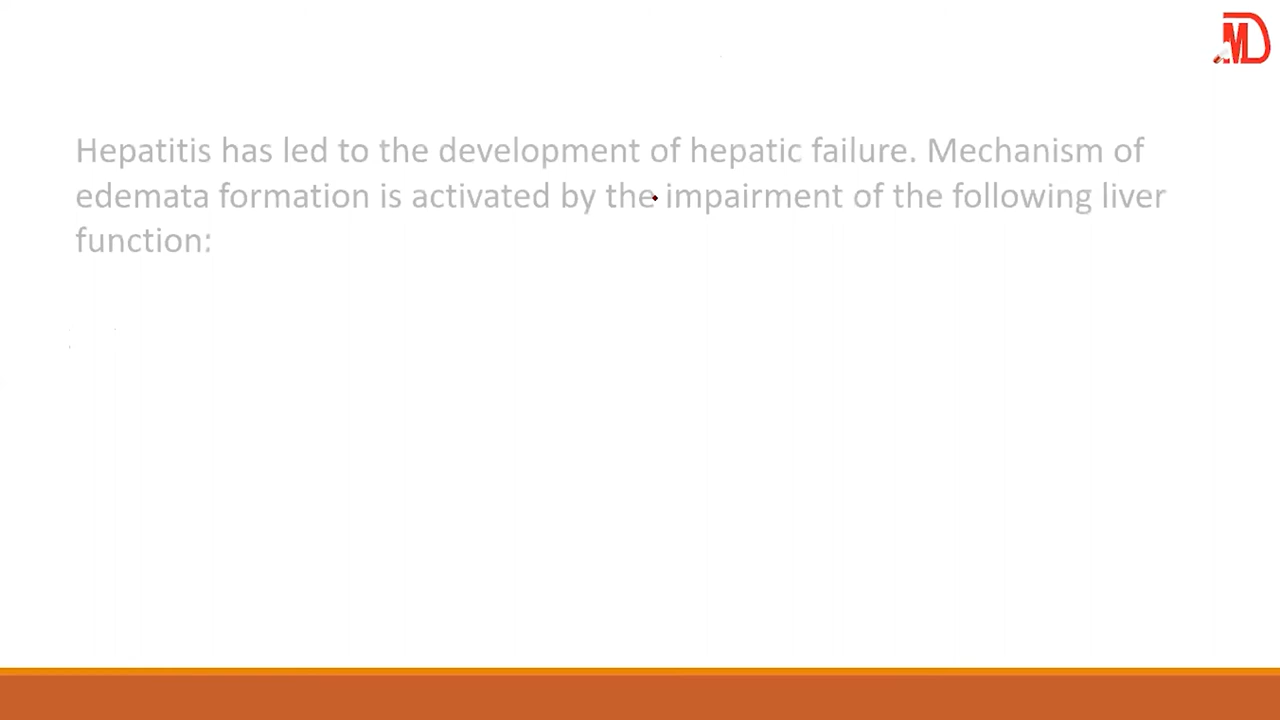 MD
Hepatitis has led to the development of hepatic failure. Mechanism of
edemata formation is activated by the impairment of the following liver
function: